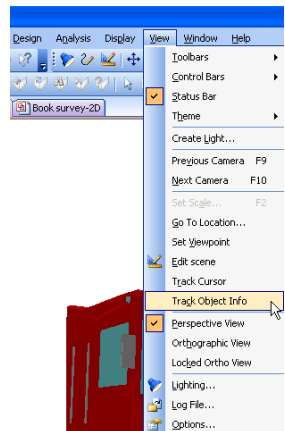 Design Analysis Display View Window Help
Toolbars
Control Bars
Status Bar
Book survey-2D
Theme
Create Light...
Previous Camera F9
Next Camera F10
Set Scale... F2
Go To Location...
Set Viewpoint
Edit scene
Track Cursor
Track Object Info
Perspective View
Orthographic View
Locked Ortho View
Lighting...
Log File...
Options...